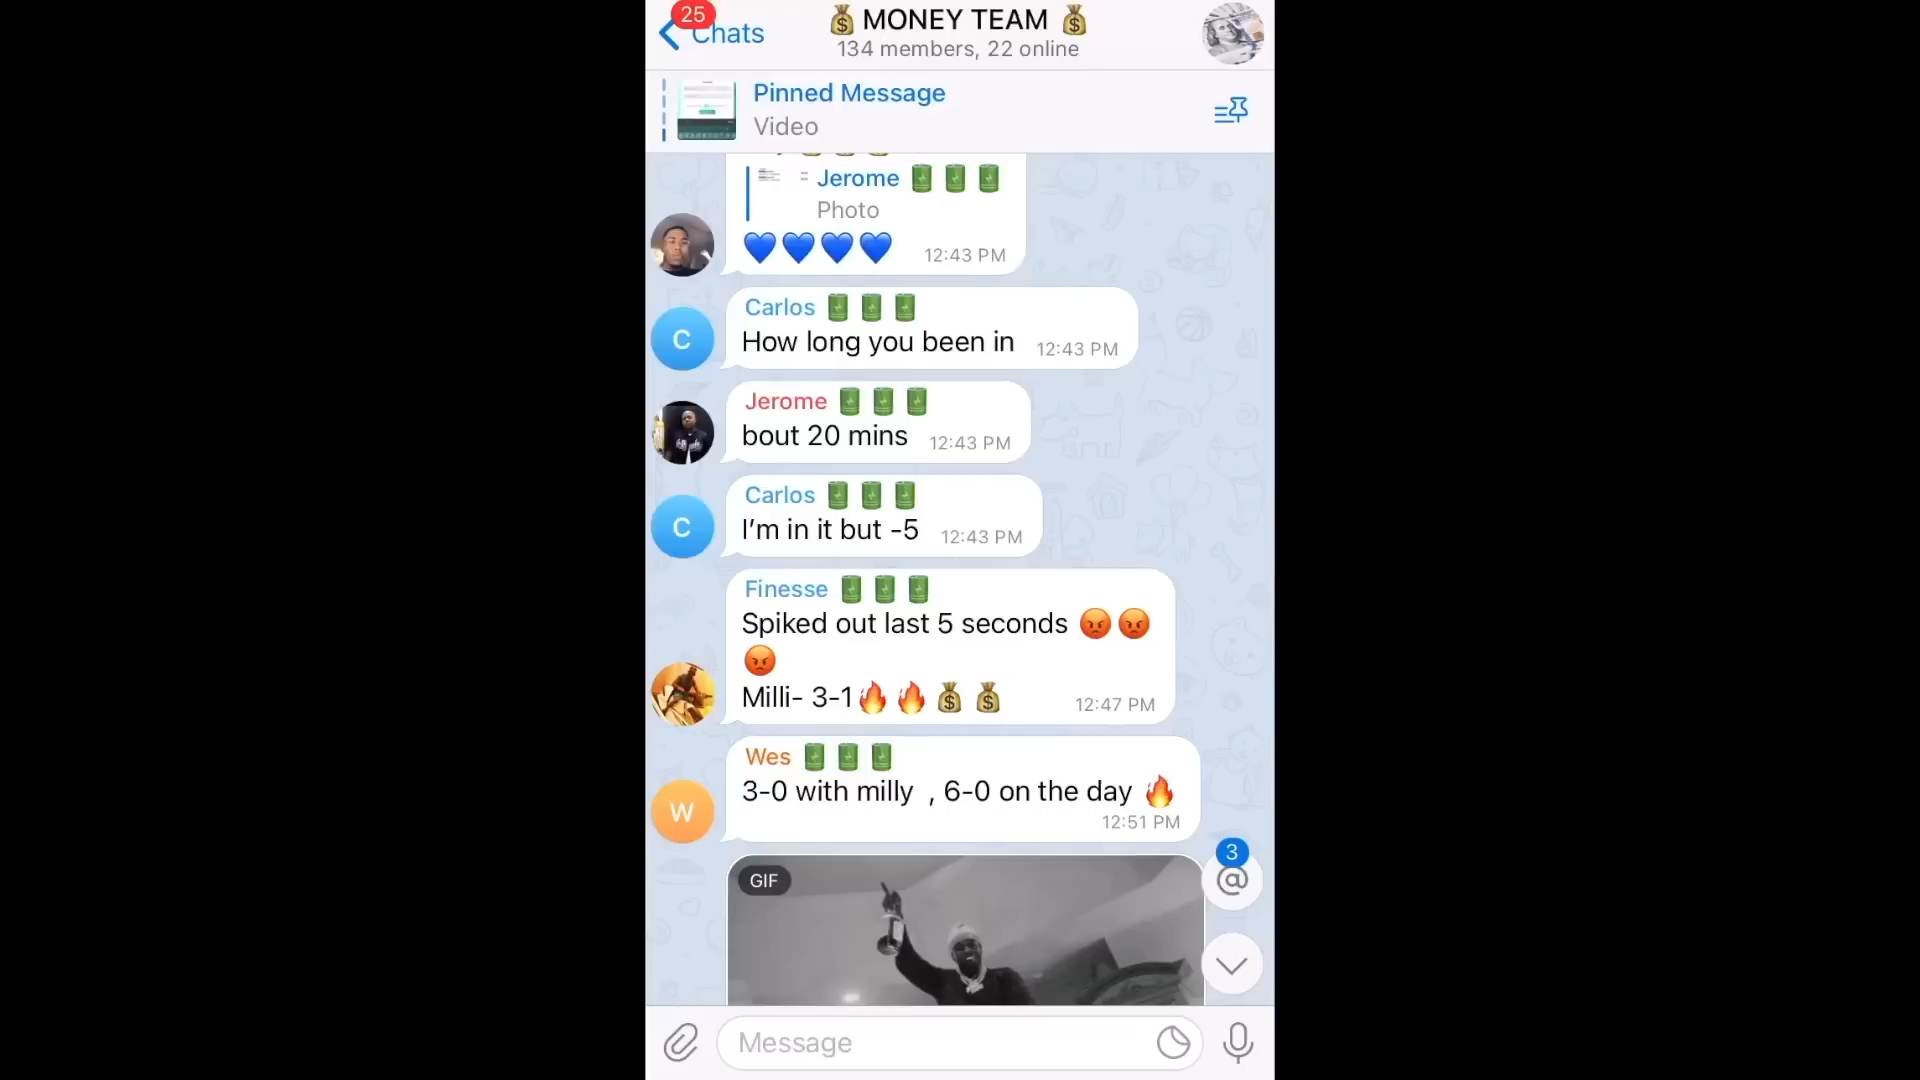 25
Chats
💰 MONEY TEAM 💰
134 members, 22 online
Pinned Message
Video
Jerome
Photo
💙💙💙💙 12:43 PM
Carlos
How long you been in 12:43 PM
Jerome
bout 20 mins 12:43 PM
Carlos
I’m in it but -5 12:43 PM
Finesse
Spiked out last 5 seconds 😡😡
😡
Milli- 3-1🔥🔥💰💰 12:47 PM
Wes
3-0 with milly , 6-0 on the day 🔥
12:51 PM
GIF
3
@
Message
C
C
W